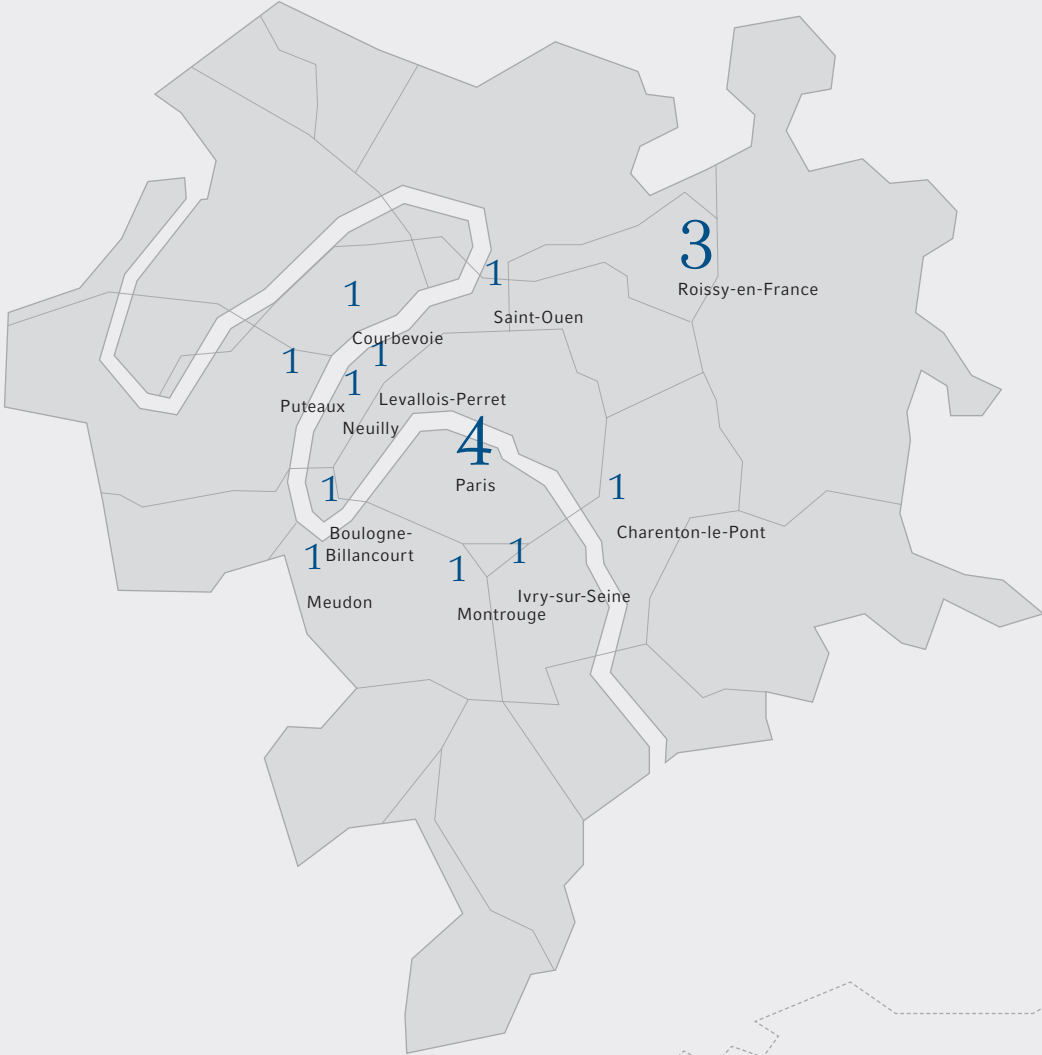 3
Roissy-en-France
1
Saint-Ouen
1
Courbevoie
1
Levallois-Perret
1
Puteaux
1
Neuilly
4
Paris
1
Boulogne-
Billancourt
1
Charenton-le-Pont
1
Meudon
1
Montrouge
1
Ivry-sur-Seine